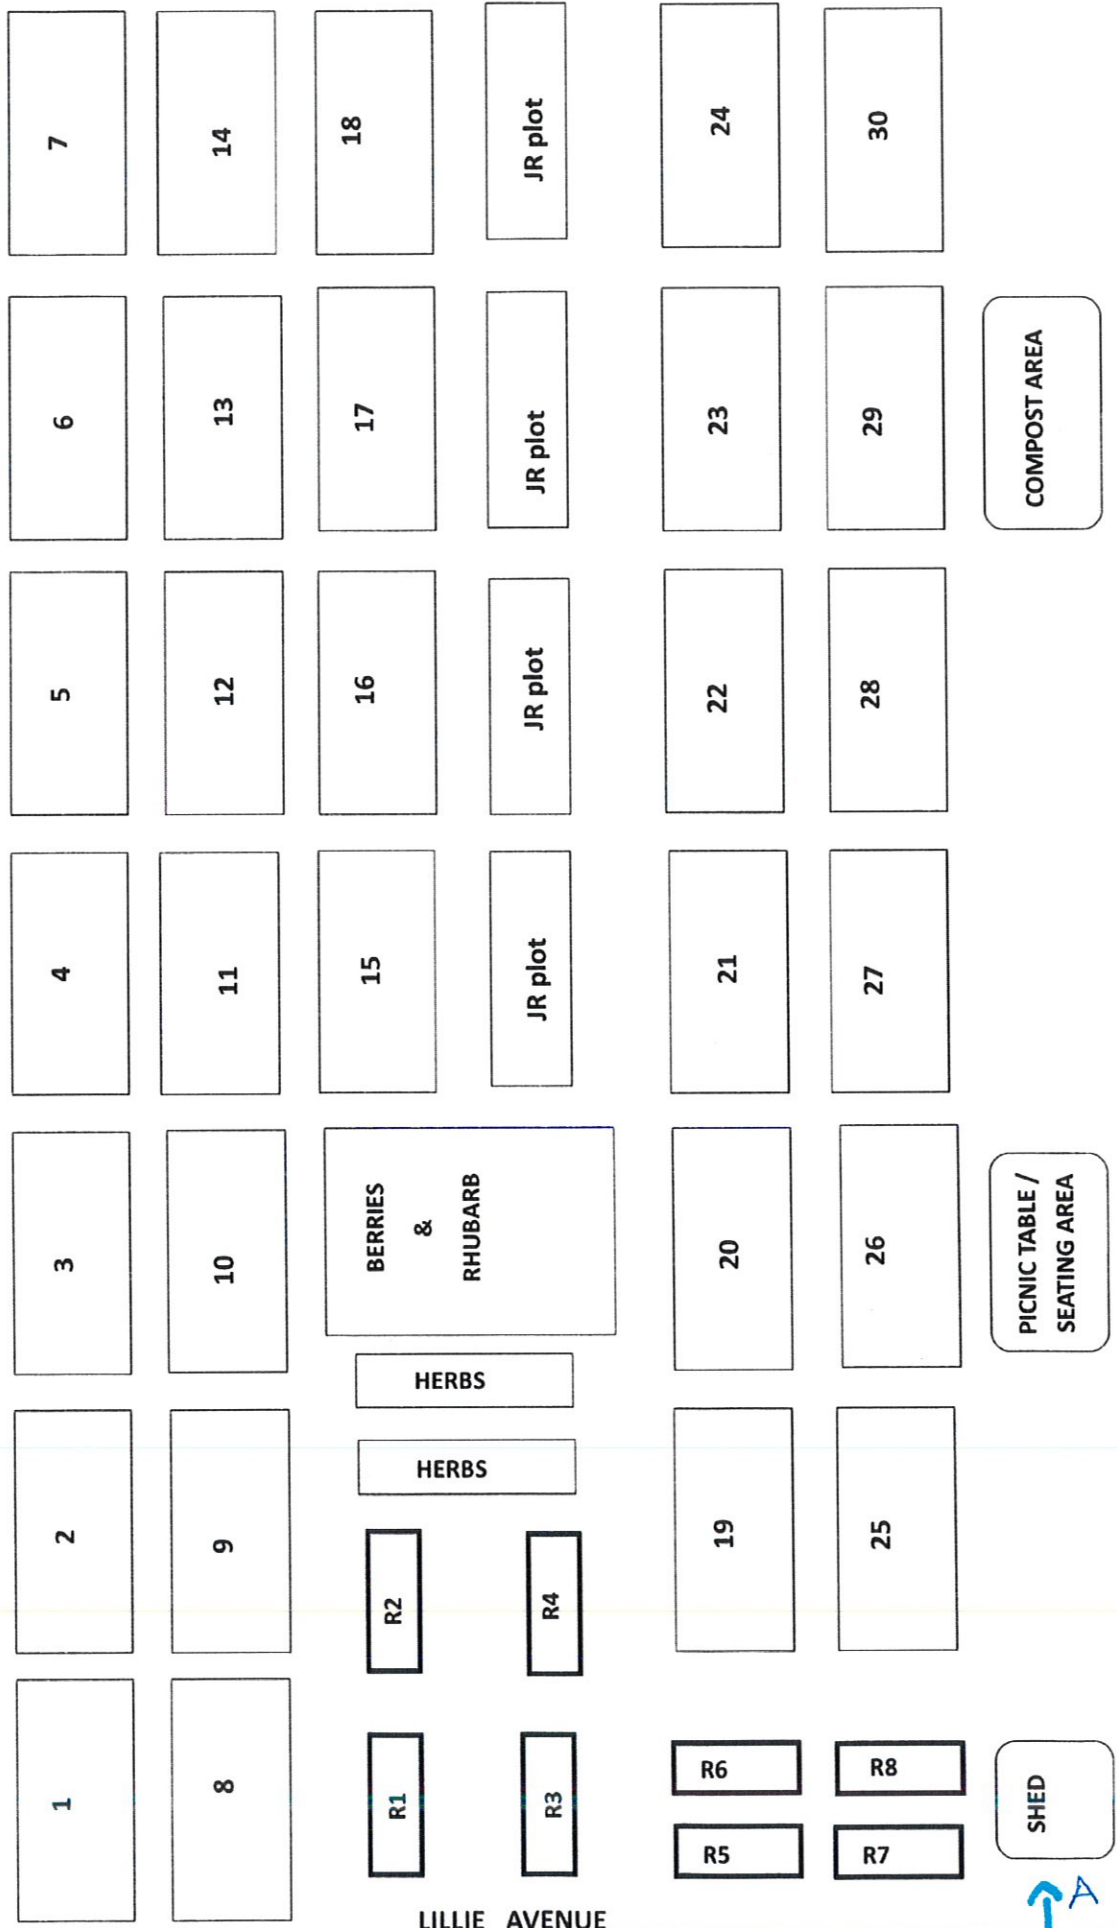 7
14
18
JR plot
24
30
6
13
17
JR plot
23
29
COMPOST AREA
5
12
16
JR plot
22
28
4
11
15
JR plot
21
27
3
10
BERRIES
&
RHUBARB
20
26
PICNIC TABLE /
SEATING AREA
HERBS
HERBS
2
9
R2
R4
19
25
1
8
R1
R3
R6
R8
R5
R7
SHED
A
LILLIE AVENUE